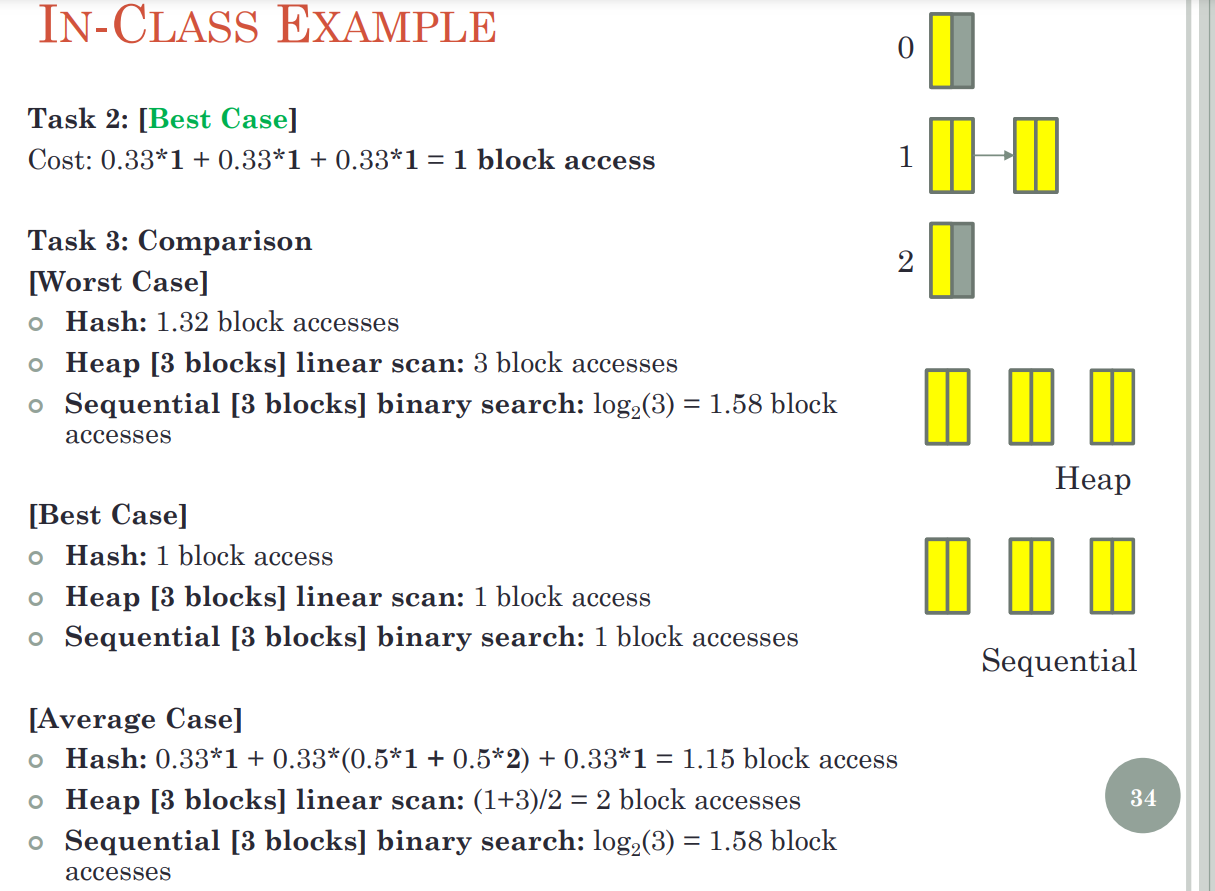 IN-CLASS EXAMPLE
Task 2: [Best Case]
Cost: 0.33*1 + 0.33*1 + 0.33*1 = 1 block access
Task 3: Comparison
[Worst Case]
Hash: 1.32 block accesses
Heap [3 blocks] linear scan: 3 block accesses
Sequential [3 blocks] binary search: log₂(3) = 1.58 block
accesses
[Best Case]
Hash: 1 block access
Heap [3 blocks] linear scan: 1 block access
Sequential [3 blocks] binary search: 1 block accesses
[Average Case]
Hash: 0.33*1 + 0.33*(0.5*1 + 0.5*2) + 0.33*1 = 1.15 block access
Heap [3 blocks] linear scan: (1+3)/2 = 2 block accesses
Sequential [3 blocks] binary search: log₂(3) = 1.58 block
accesses
0
1
2
Heap
Sequential
34